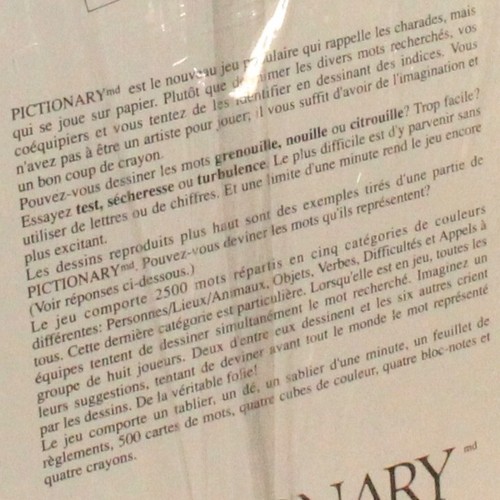 PICTIONARYmd est le nouveau jeu populaire qui rappelle les charades, mais
qui se joue sur papier. Plutôt que de mimer les divers mots recherchés, vos
coéquipiers et vous tentez de les identifier en dessinant des indices. Vous
n'avez pas à être un artiste pour jouer; il vous suffit d'avoir de l'imagination et
un bon coup de crayon.
Pouvez-vous dessiner les mots grenouille, nouille ou citrouille? Trop facile?
Essayez test, sécheresse ou turbulence. Le plus difficile est d'y parvenir sans
utiliser de lettres ou de chiffres. Et une limite d'une minute rend le jeu encore
plus excitant.
Les dessins reproduits plus haut sont des exemples tirés d'une partie de
PICTIONARYmd. Pouvez-vous deviner les mots qu'ils représentent?
(Voir réponses ci-dessous.)
Le jeu comporte 2500 mots répartis en cinq catégories de couleurs
différentes: Personnes/Lieux/Animaux, Objets, Verbes, Difficultés et Appels à
tous. Cette dernière catégorie est particulière. Lorsqu'elle est en jeu, toutes les
équipes tentent de dessiner simultanément le mot recherché. Imaginez un
groupe de huit joueurs. Deux d'entre eux dessinent et les six autres crient
leurs suggestions, tentant de deviner avant tout le monde le mot représenté
par les dessins. De la véritable folie!
Le jeu comporte un tablier, un dé, un sablier d'une minute, un feuillet de
règlements, 500 cartes de mots, quatre cubes de couleur, quatre bloc-notes et
quatre crayons.
ONARY md